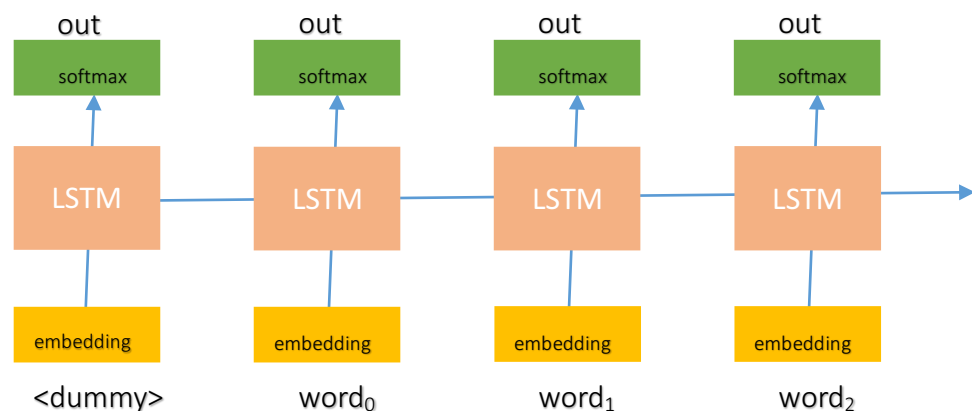 out out out out
softmax softmax softmax softmax
LSTM LSTM LSTM LSTM
embedding embedding embedding embedding
<dummy> word₀ word₁ word₂